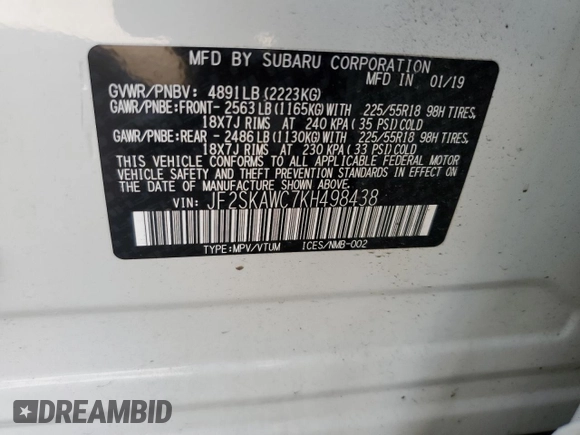 MFD BY SUBARU CORPORATION
MFD IN 01/19
GVWR/PNBV: 4891LB (2223KG)
GAWR/PNBE:FRONT-2563LB(1165KG)WITH 225/55R18 98H TIRES,
18X7J RIMS AT 240 KPA(35 PSI)COLD
GAWR/PNBE:REAR -2486LB(1130KG)WITH 225/55R18 98H TIRES,
18X7J RIMS AT 230 KPA(33 PSI)COLD
THIS VEHICLE CONFORMS TO ALL APPLICABLE FEDERAL MOTOR
VEHICLE SAFETY AND THEFT PREVENTION STANDARDS IN EFFECT
ON THE DATE OF MANUFACTURE SHOWN ABOVE.
VIN: JF2SKAWC7KH498438
TYPE:MPV/VTUM ICES/NMB-002
DREAMBID